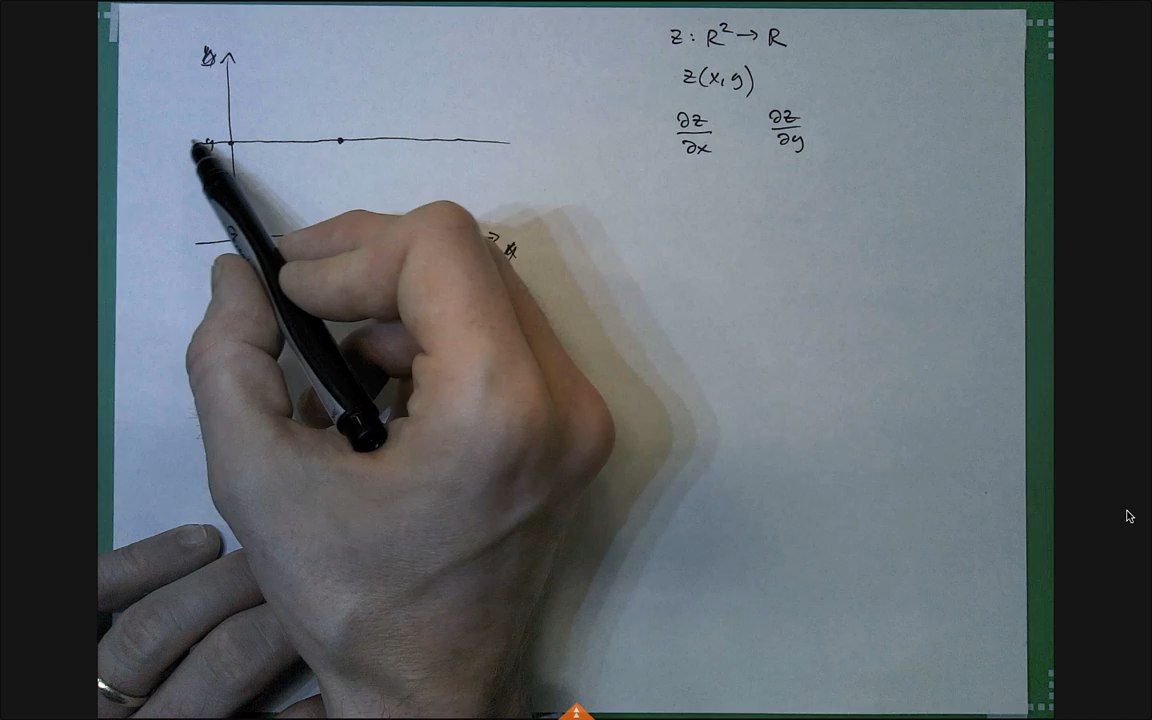 z : R² → R
z(x,y)
∂z/∂x ∂z/∂y
y